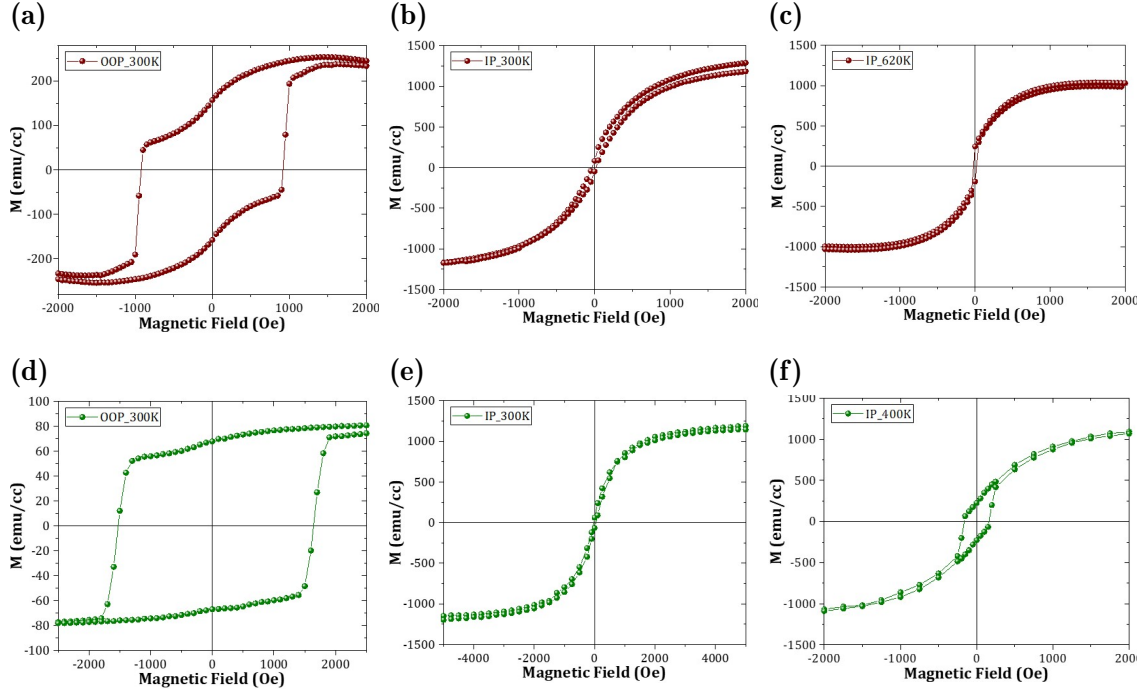 (a)
OOP_300K
M (emu/cc)
200
100
0
-100
-200
-2000 -1000 0 1000 2000
Magnetic Field (Oe)
(b)
IP_300K
M (emu/cc)
1500
1000
500
0
-500
-1000
-1500
-2000 -1000 0 1000 2000
Magnetic Field (Oe)
(c)
IP_620K
M (emu/cc)
1500
1000
500
0
-500
-1000
-1500
-2000 -1000 0 1000 2000
Magnetic Field (Oe)
(d)
OOP_300K
M (emu/cc)
100
80
60
40
20
0
-20
-40
-60
-80
-100
-2000 -1000 0 1000 2000
Magnetic Field (Oe)
(e)
IP_300K
M (emu/cc)
1500
1000
500
0
-500
-1000
-1500
-4000 -2000 0 2000 4000
Magnetic Field (Oe)
(f)
IP_400K
M (emu/cc)
1500
1000
500
0
-500
-1000
-1500
-2000 -1000 0 1000 2000
Magnetic Field (Oe)